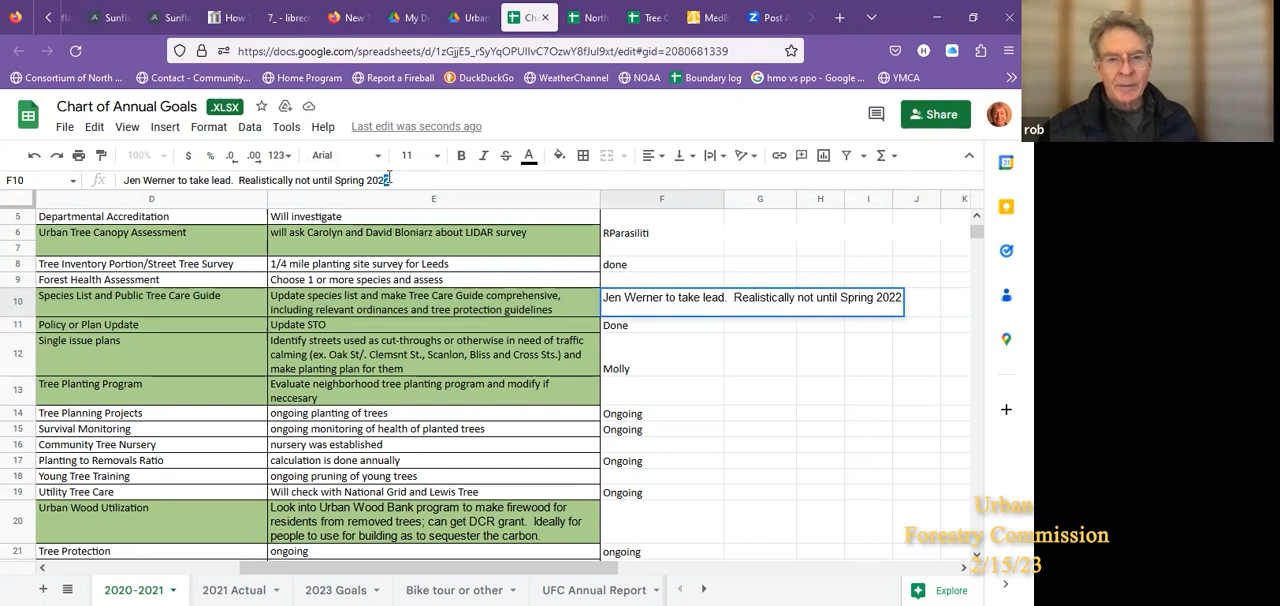 Sunfla
Sunfla
How
7_ - libreo
New T
My D
Urban
Cha
North
Tree C
MedB
Post A
https://docs.google.com/spreadsheets/d/1zGjjE5_rSyYqOPUIIvC7OzwY8fJul9xt/edit#gid=2080681339
Consortium of North ...
Contact - Community...
Home Program
Report a Fireball
DuckDuckGo
WeatherChannel
NOAA
Boundary log
hmo vs ppo - Google ...
YMCA
Chart of Annual Goals .XLSX
File Edit View Insert Format Data Tools Help Last edit was seconds ago
Share
rob
100% $ % .0 .00 123 Arial 11 B I S A
F10 fx Jen Werner to take lead. Realistically not until Spring 2022
D E F G H I J K
5 Departmental Accreditation Will investigate
6 Urban Tree Canopy Assessment will ask Carolyn and David Bloniarz about LIDAR survey RParasiliti
7
8 Tree Inventory Portion/Street Tree Survey 1/4 mile planting site survey for Leeds done
9 Forest Health Assessment Choose 1 or more species and assess
10 Species List and Public Tree Care Guide Update species list and make Tree Care Guide comprehensive, Jen Werner to take lead. Realistically not until Spring 2022
including relevant ordinances and tree protection guidelines
11 Policy or Plan Update Update STO Done
12 Single issue plans Identify streets used as cut-throughs or otherwise in need of traffic
calming (ex. Oak St/. Clemsnt St., Scanlon, Bliss and Cross Sts.) and
make planting plan for them Molly
13 Tree Planting Program Evaluate neighborhood tree planting program and modify if
neccesary
14 Tree Planning Projects ongoing planting of trees Ongoing
15 Survival Monitoring ongoing monitoring of health of planted trees Ongoing
16 Community Tree Nursery nursery was established
17 Planting to Removals Ratio calculation is done annually Ongoing
18 Young Tree Training ongoing pruning of young trees
19 Utility Tree Care Will check with National Grid and Lewis Tree Ongoing
20 Urban Wood Utilization Look into Urban Wood Bank program to make firewood for
residents from removed trees; can get DCR grant. Ideally for
people to use for building as to sequester the carbon.
21 Tree Protection ongoing ongoing
Urban
Forestry Commission
2/15/23
2020-2021
2021 Actual
2023 Goals
Bike tour or other
UFC Annual Report
Explore